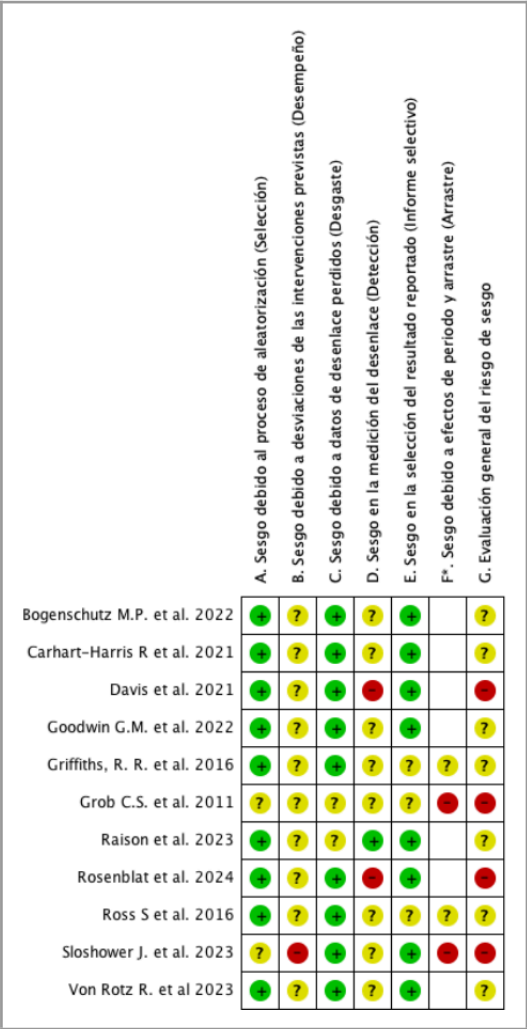 A. Sesgo debido al proceso de aleatorización (Selección)
B. Sesgo debido a desviaciones de las intervenciones previstas (Desempeño)
C. Sesgo debido a datos de desenlace perdidos (Desgaste)
D. Sesgo en la medición del desenlace (Detección)
E. Sesgo en la selección del resultado reportado (Informe selectivo)
F*. Sesgo debido a efectos de período y arrastre (Arrastre)
G. Evaluación general del riesgo de sesgo
Bogenschutz M.P. et al. 2022 + ? + ? + ?
Carhart-Harris R et al. 2021 + ? + ? + ?
Davis et al. 2021 + ? + - + -
Goodwin G.M. et al. 2022 + ? + ? + ?
Griffiths, R. R. et al. 2016 + ? + ? ? ? ?
Grob C.S. et al. 2011 ? ? ? ? ? - -
Raison et al. 2023 + ? ? + + ?
Rosenblat et al. 2024 + ? + - + -
Ross S et al. 2016 + ? + ? ? ? ?
Sloshower J. et al. 2023 ? - + ? + - -
Von Rotz R. et al 2023 + ? + ? + ?